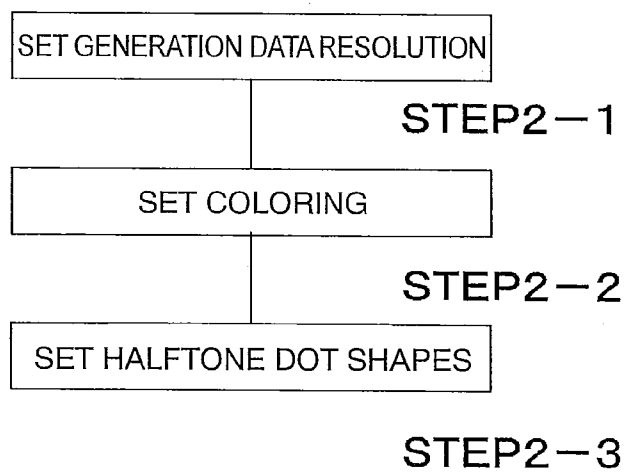 SET GENERATION DATA RESOLUTION
STEP2-1
SET COLORING
STEP2-2
SET HALFTONE DOT SHAPES
STEP2-3